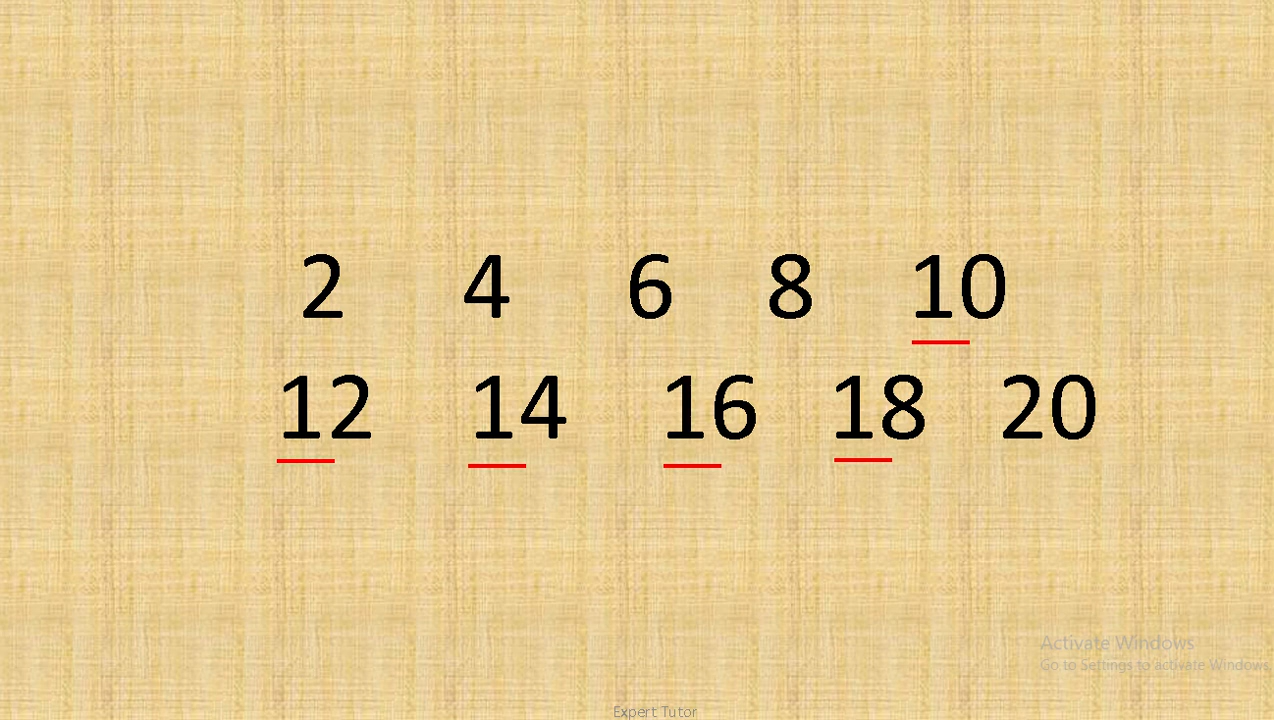 2 4 6 8 10
12 14 16 18 20
Activate Windows
Go to Settings to activate Windows.
Expert Tutor